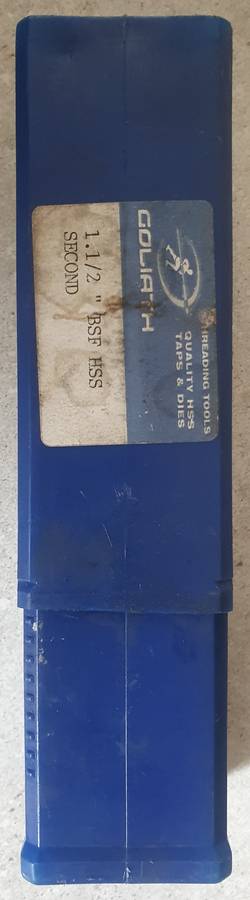 GOLIATH
THREADING TOOLS
QUALITY HSS
TAPS & DIES
1.1/2 " BSF HSS
SECOND